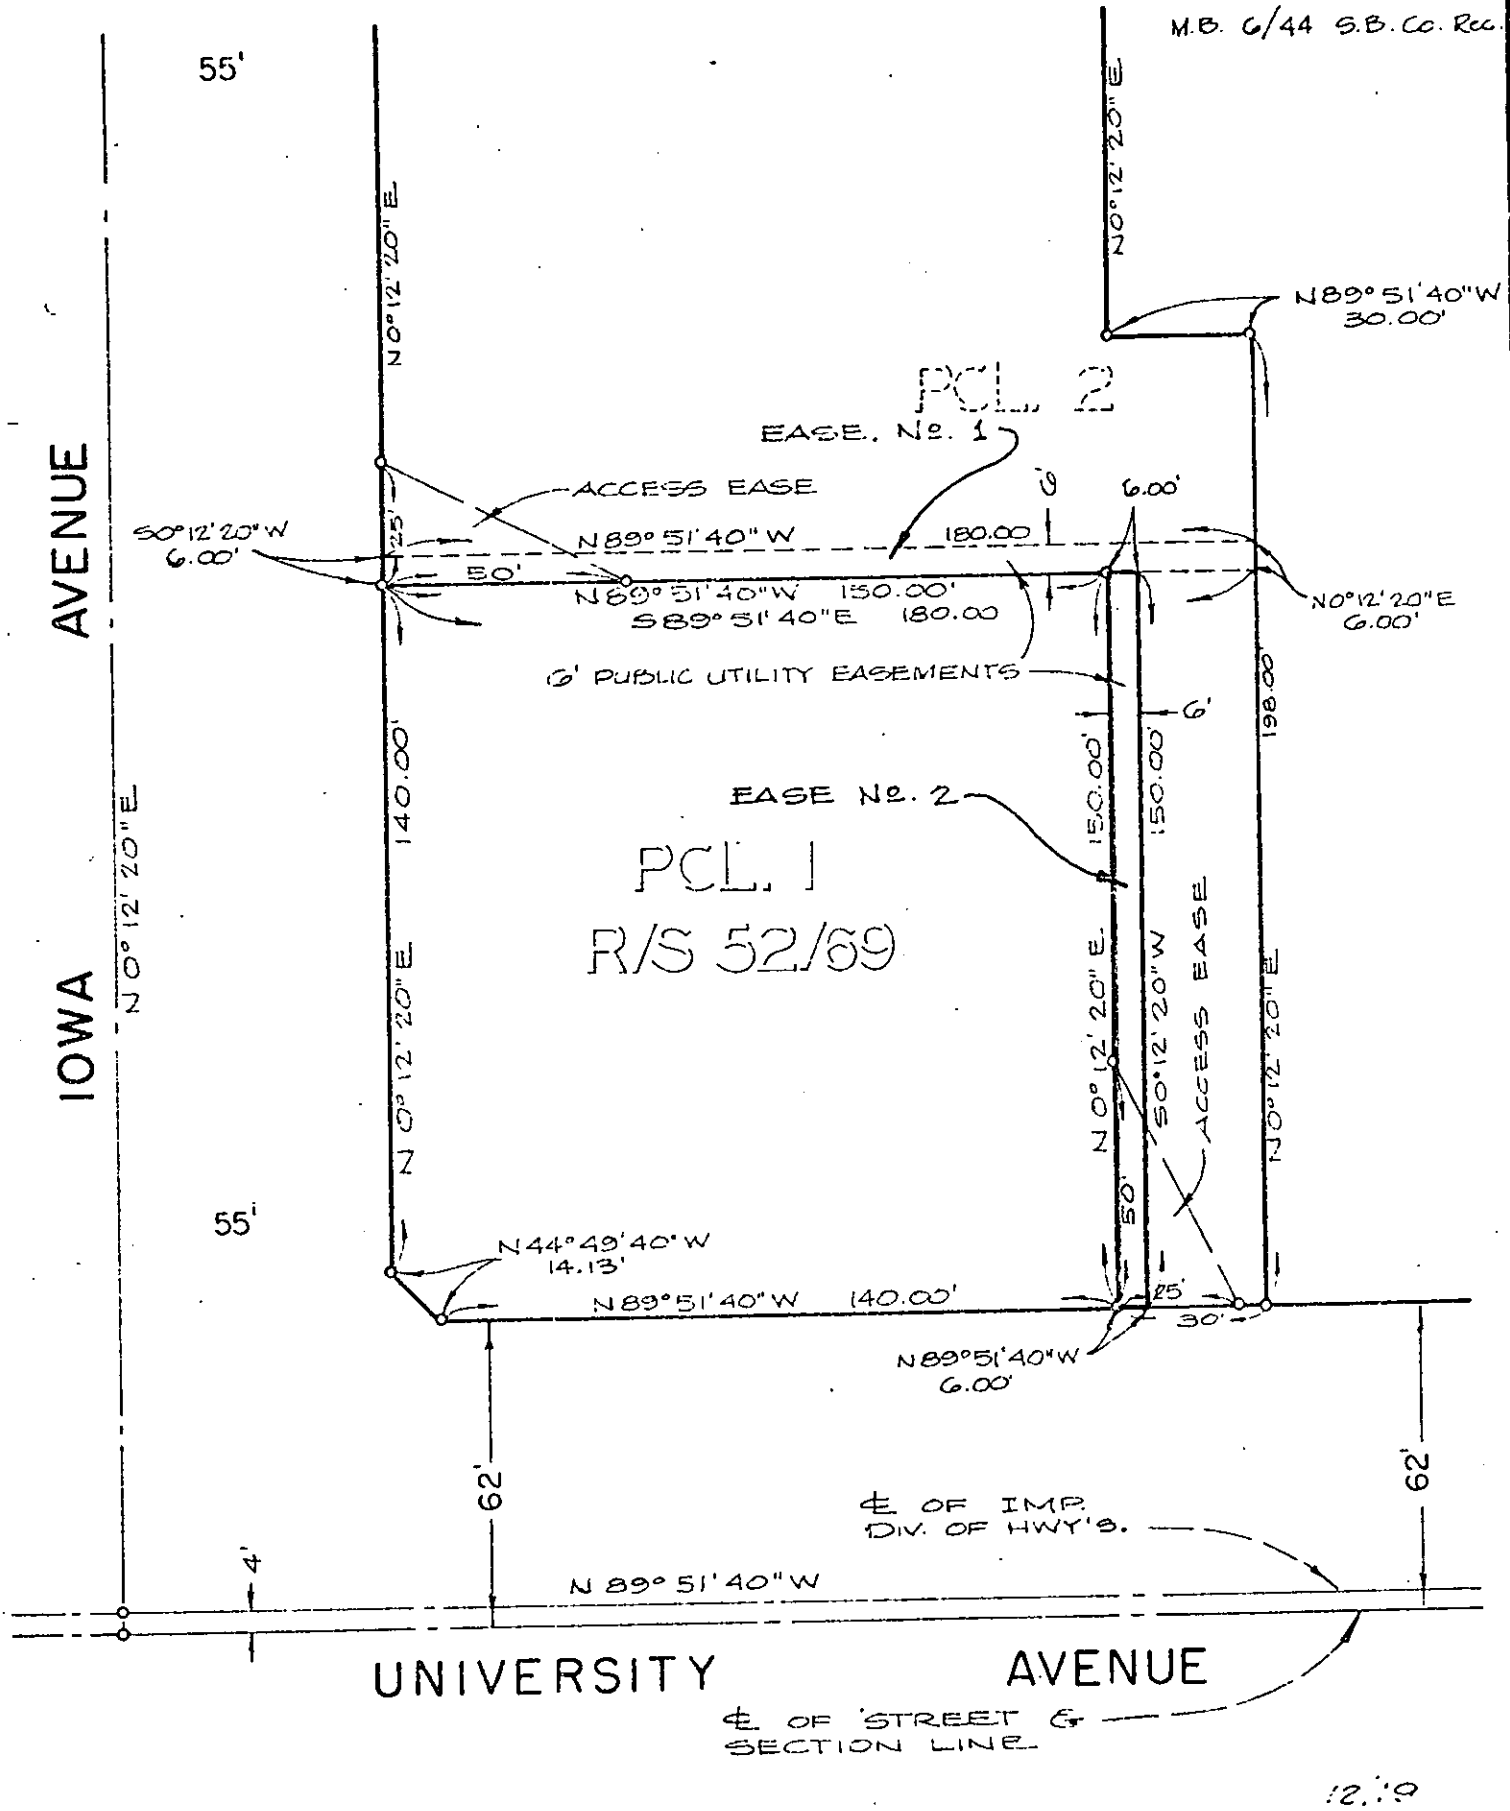 M.B. 6/44 S.B. Co. Rec.
55'
N0°12'20"E
N0°12'20"E
N89°51'40"W
30.00'
PCL. 2
EASE. No. 1
ACCESS EASE
6'
6.00'
S0°12'20"W
6.00'
25'
N89°51'40"W 180.00
50'
N89°51'40"W 150.00'
S89°51'40"E 180.00
N0°12'20"E
6.00'
6' PUBLIC UTILITY EASEMENTS
6'
198.00'
140.00'
150.00'
150.00'
EASE No. 2
PCL. 1
R/S 52/69
IOWA AVENUE
N0°12'20"E
N0°12'20"E
N0°12'20"E
S0°12'20"W
ACCESS EASE
N0°12'20"E
50'
55'
N44°49'40"W
14.13'
N89°51'40"W 140.00'
25'
30'
N89°51'40"W
6.00'
62'
62'
℄ OF IMP.
DIV. OF HWY'S.
4'
N 89°51'40"W
UNIVERSITY AVENUE
℄ OF STREET &
SECTION LINE